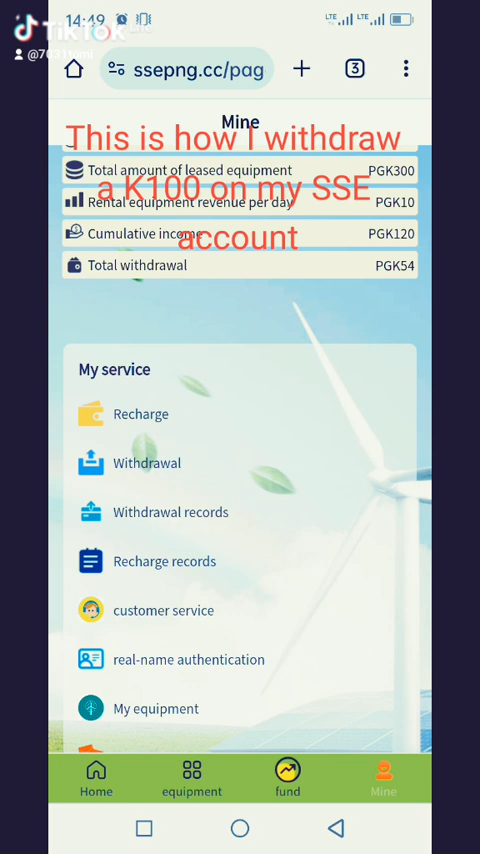 14:49
LTE LTE
TikTok
ssepng.cc/pag
3
Mine
This is how I withdraw
a K100 on my SSE
account
Total amount of leased equipment PGK300
Rental equipment revenue per day PGK10
Cumulative income PGK120
Total withdrawal PGK54
My service
Recharge
Withdrawal
Withdrawal records
Recharge records
customer service
real-name authentication
My equipment
Home equipment fund Mine